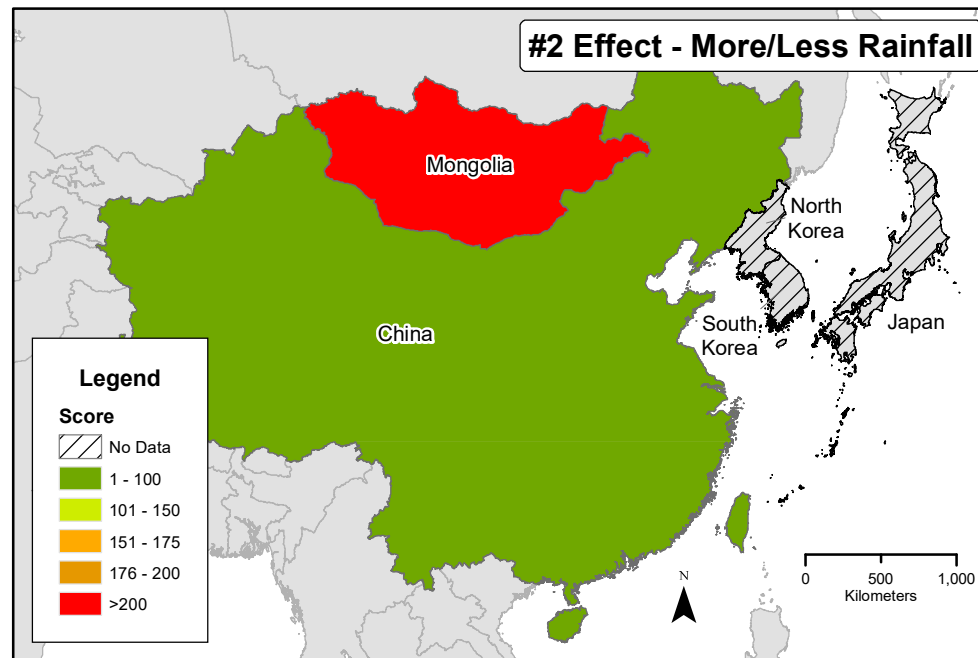 #2 Effect - More/Less Rainfall
Mongolia
North
Korea
China
South
Korea
Japan
Legend
Score
No Data
1 - 100
101 - 150
151 - 175
176 - 200
>200
N
0 500 1,000
Kilometers